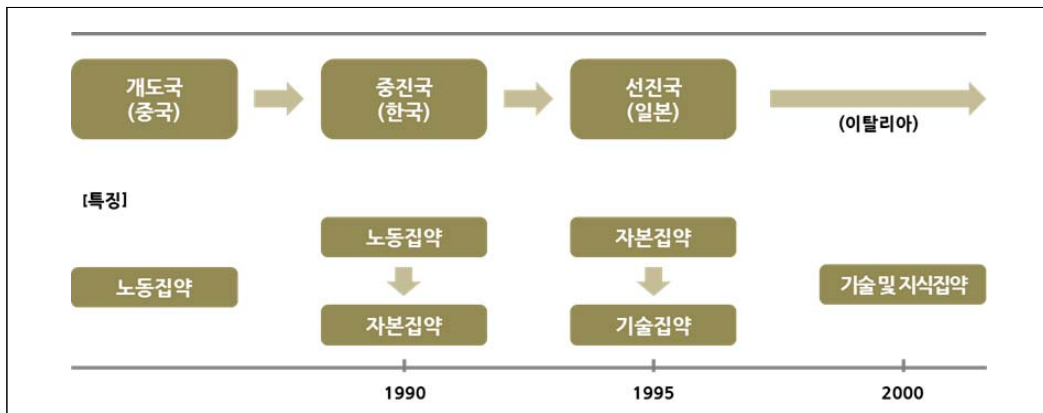 개도국
(중국)
중진국
(한국)
선진국
(일본)
(이탈리아)
[특징]
노동집약
노동집약
자본집약
자본집약
기술집약
기술 및 지식집약
1990
1995
2000